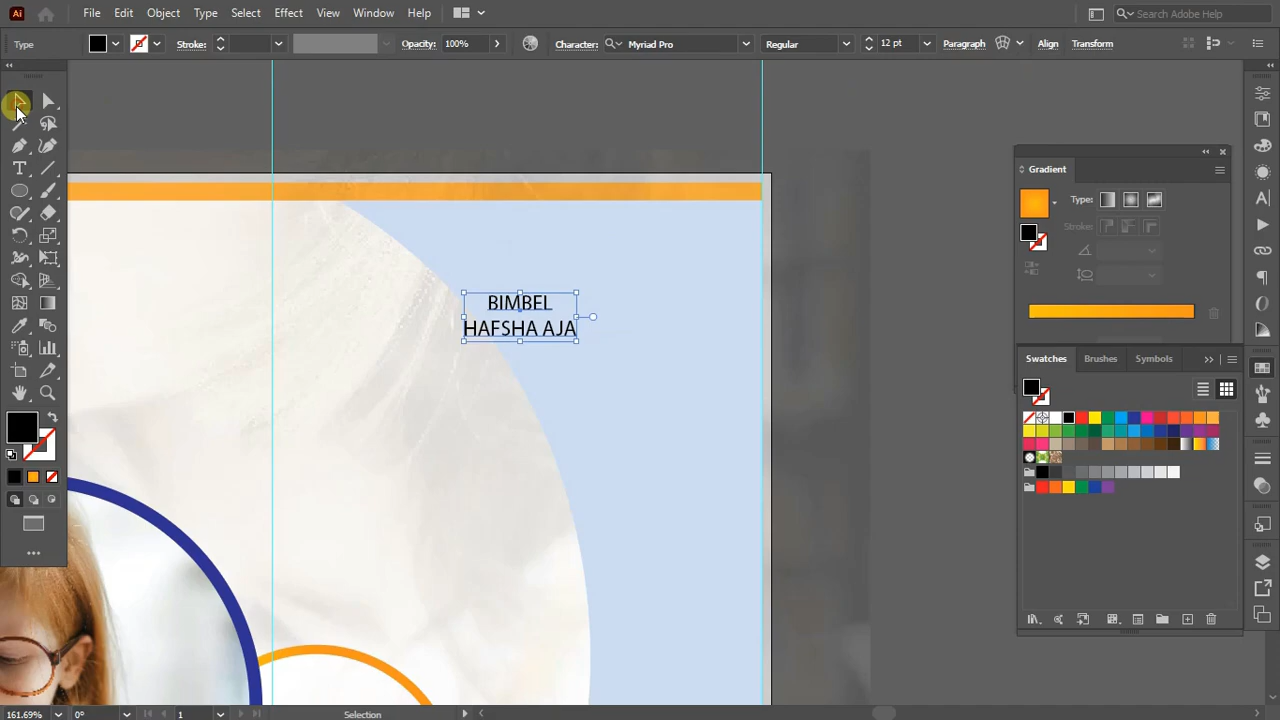 Ai File Edit Object Type Select Effect View Window Help Search Adobe Help
Type Stroke: Opacity: 100% Character: Myriad Pro Regular 12 pt Paragraph Align Transform
Gradient
Type:
Stroke:
BIMBEL
HAFSHA AJA
Swatches Brushes Symbols
161.69% 0° 1 Selection